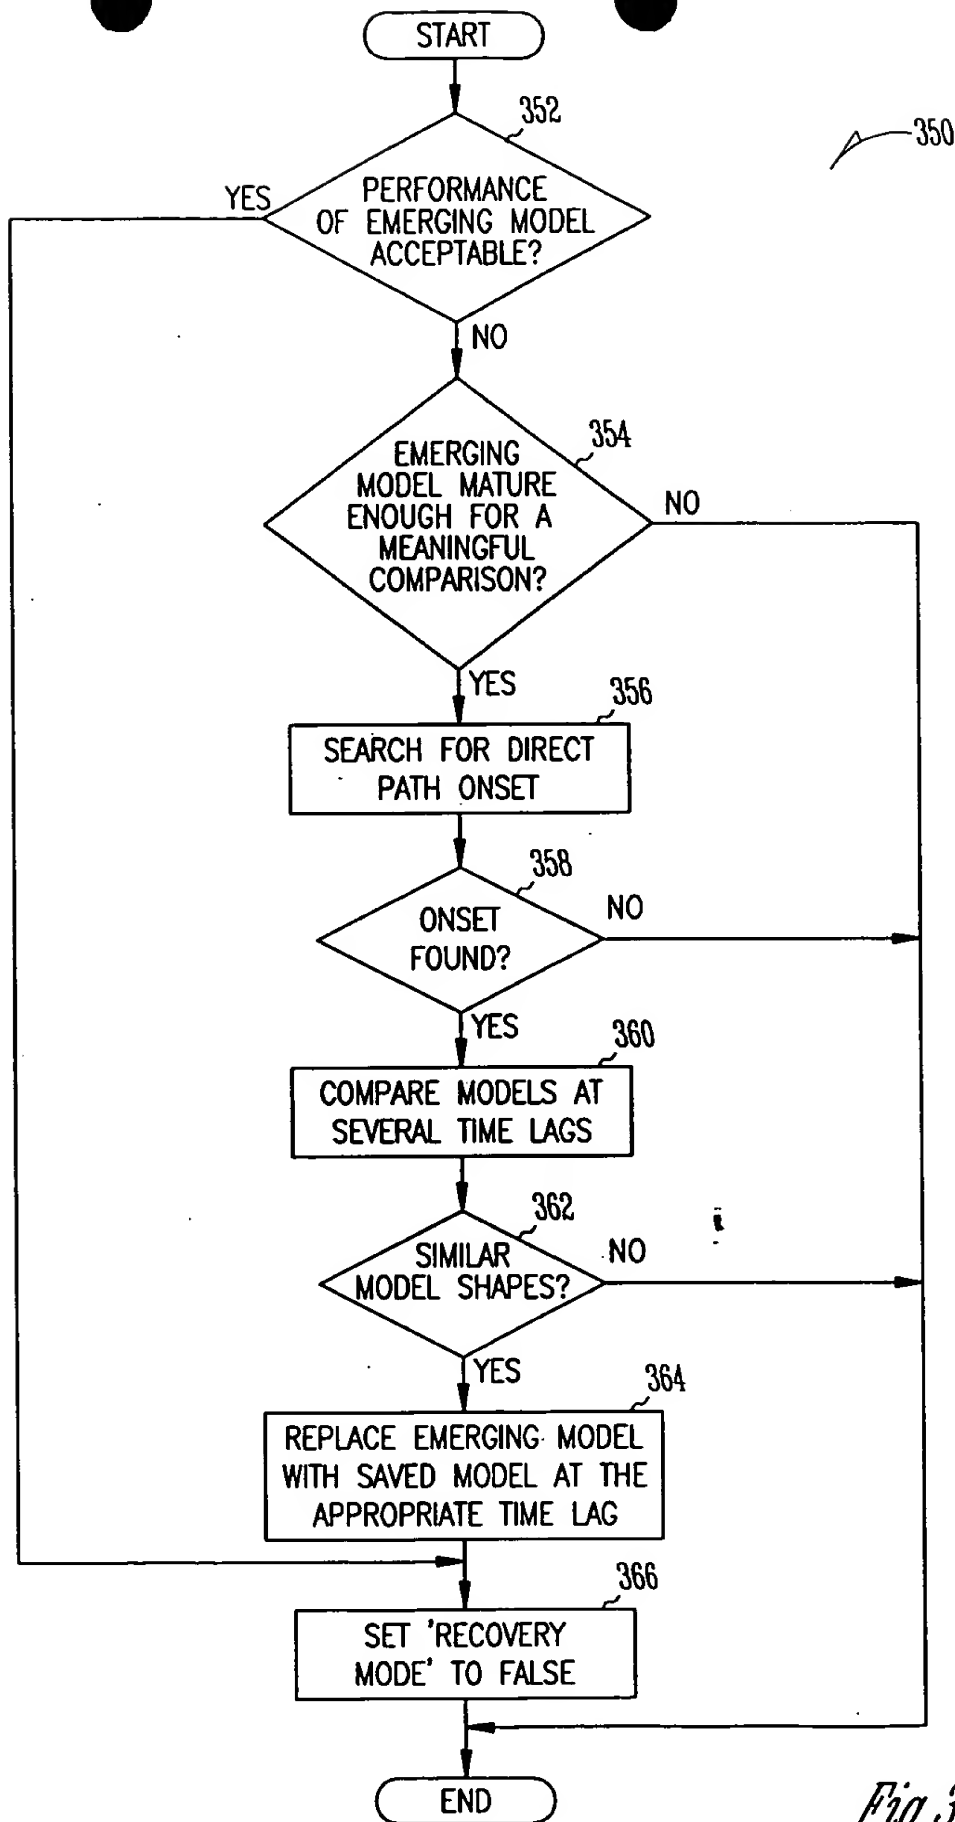 START
352
350
PERFORMANCE
OF EMERGING MODEL
ACCEPTABLE?
YES
NO
354
EMERGING
MODEL MATURE
ENOUGH FOR A
MEANINGFUL
COMPARISON?
NO
YES
356
SEARCH FOR DIRECT
PATH ONSET
358
ONSET
FOUND?
NO
YES
360
COMPARE MODELS AT
SEVERAL TIME LAGS
362
SIMILAR
MODEL SHAPES?
NO
YES
364
REPLACE EMERGING MODEL
WITH SAVED MODEL AT THE
APPROPRIATE TIME LAG
366
SET 'RECOVERY
MODE' TO FALSE
END
Fig.3